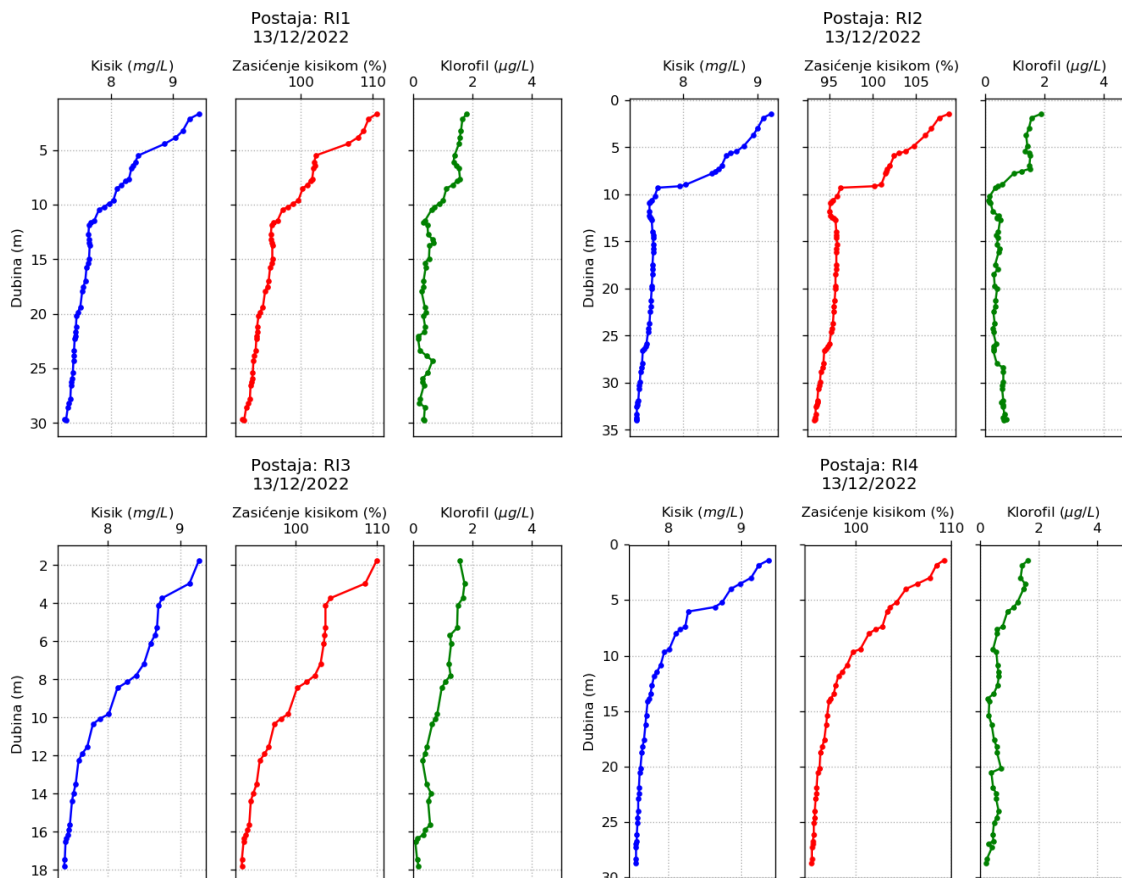 Postaja: RI1
13/12/2022
Kisik (mg/L)
Zasićenje kisikom (%)
Klorofil (µg/L)
8 9
100 110
0 2 4
Dubina (m)
5
10
15
20
25
30
Postaja: RI2
13/12/2022
Kisik (mg/L)
Zasićenje kisikom (%)
Klorofil (µg/L)
8 9
95 100 105
0 2 4
Dubina (m)
0
5
10
15
20
25
30
35
Postaja: RI3
13/12/2022
Kisik (mg/L)
Zasićenje kisikom (%)
Klorofil (µg/L)
8 9
100 110
0 2 4
Dubina (m)
2
4
6
8
10
12
14
16
18
Postaja: RI4
13/12/2022
Kisik (mg/L)
Zasićenje kisikom (%)
Klorofil (µg/L)
8 9
100 110
0 2 4
Dubina (m)
0
5
10
15
20
25
30